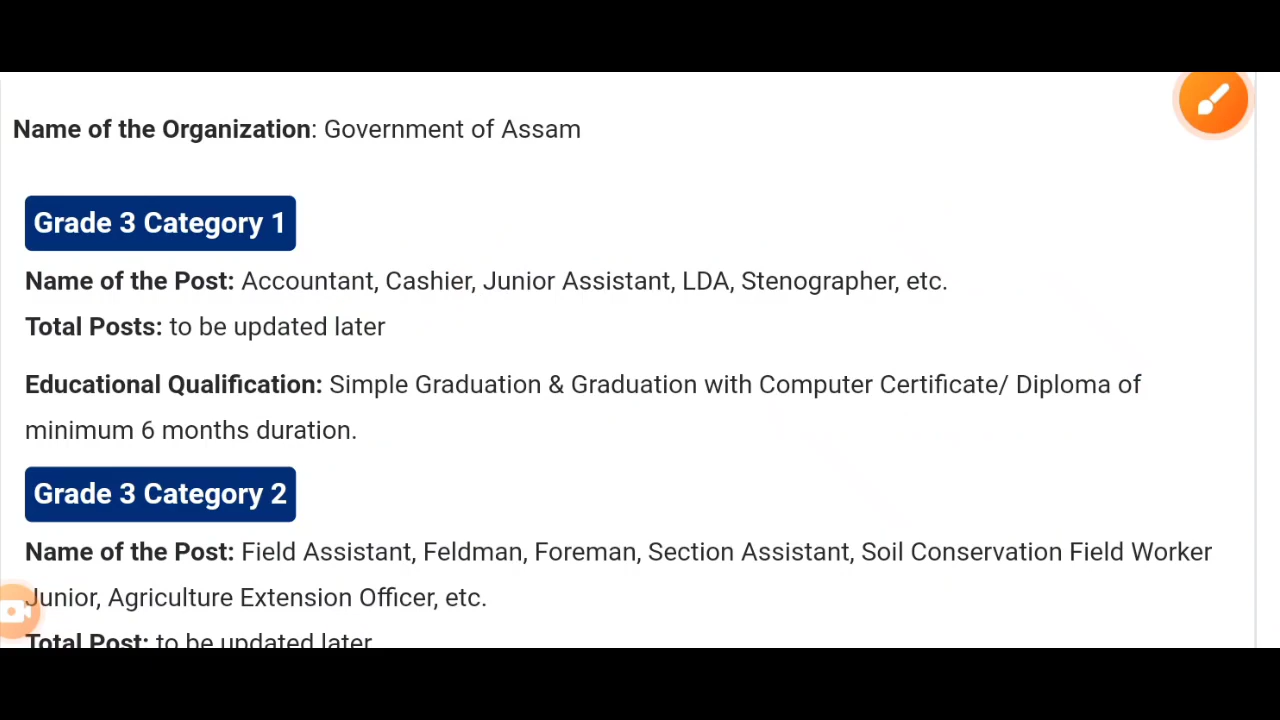 Name of the Organization: Government of Assam
Grade 3 Category 1
Name of the Post: Accountant, Cashier, Junior Assistant, LDA, Stenographer, etc.
Total Posts: to be updated later
Educational Qualification: Simple Graduation & Graduation with Computer Certificate/ Diploma of
minimum 6 months duration.
Grade 3 Category 2
Name of the Post: Field Assistant, Feldman, Foreman, Section Assistant, Soil Conservation Field Worker
Junior, Agriculture Extension Officer, etc.
Total Post: to be updated later